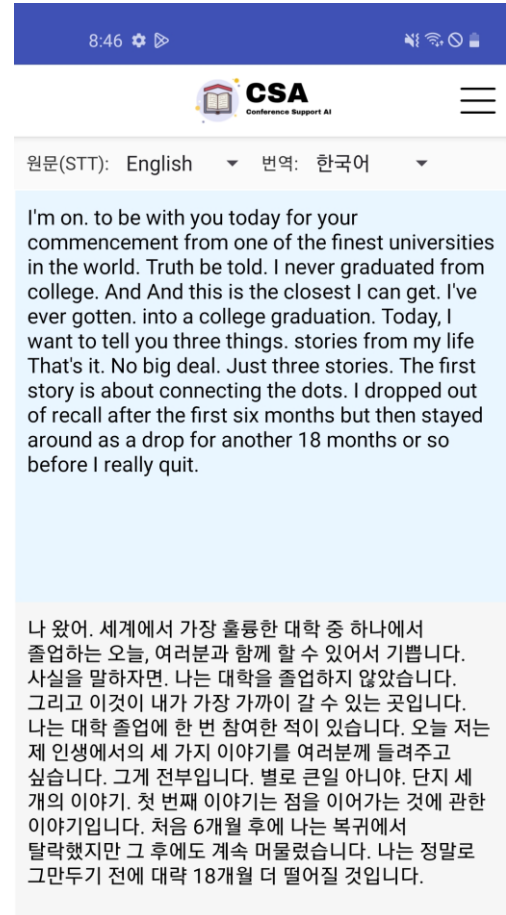 8:46
CSA
Conference Support AI
원문(STT): English 번역: 한국어
I'm on. to be with you today for your
commencement from one of the finest universities
in the world. Truth be told. I never graduated from
college. And And this is the closest I can get. I've
ever gotten. into a college graduation. Today, I
want to tell you three things. stories from my life
That's it. No big deal. Just three stories. The first
story is about connecting the dots. I dropped out
of recall after the first six months but then stayed
around as a drop for another 18 months or so
before I really quit.
나 왔어. 세계에서 가장 훌륭한 대학 중 하나에서
졸업하는 오늘, 여러분과 함께 할 수 있어서 기쁩니다.
사실을 말하자면. 나는 대학을 졸업하지 않았습니다.
그리고 이것이 내가 가장 가까이 갈 수 있는 곳입니다.
나는 대학 졸업에 한 번 참여한 적이 있습니다. 오늘 저는
제 인생에서의 세 가지 이야기를 여러분께 들려주고
싶습니다. 그게 전부입니다. 별로 큰일 아니야. 단지 세
개의 이야기. 첫 번째 이야기는 점을 이어가는 것에 관한
이야기입니다. 처음 6개월 후에 나는 복귀에서
탈락했지만 그 후에도 계속 머물렀습니다. 나는 정말로
그만두기 전에 대략 18개월 더 떨어질 것입니다.